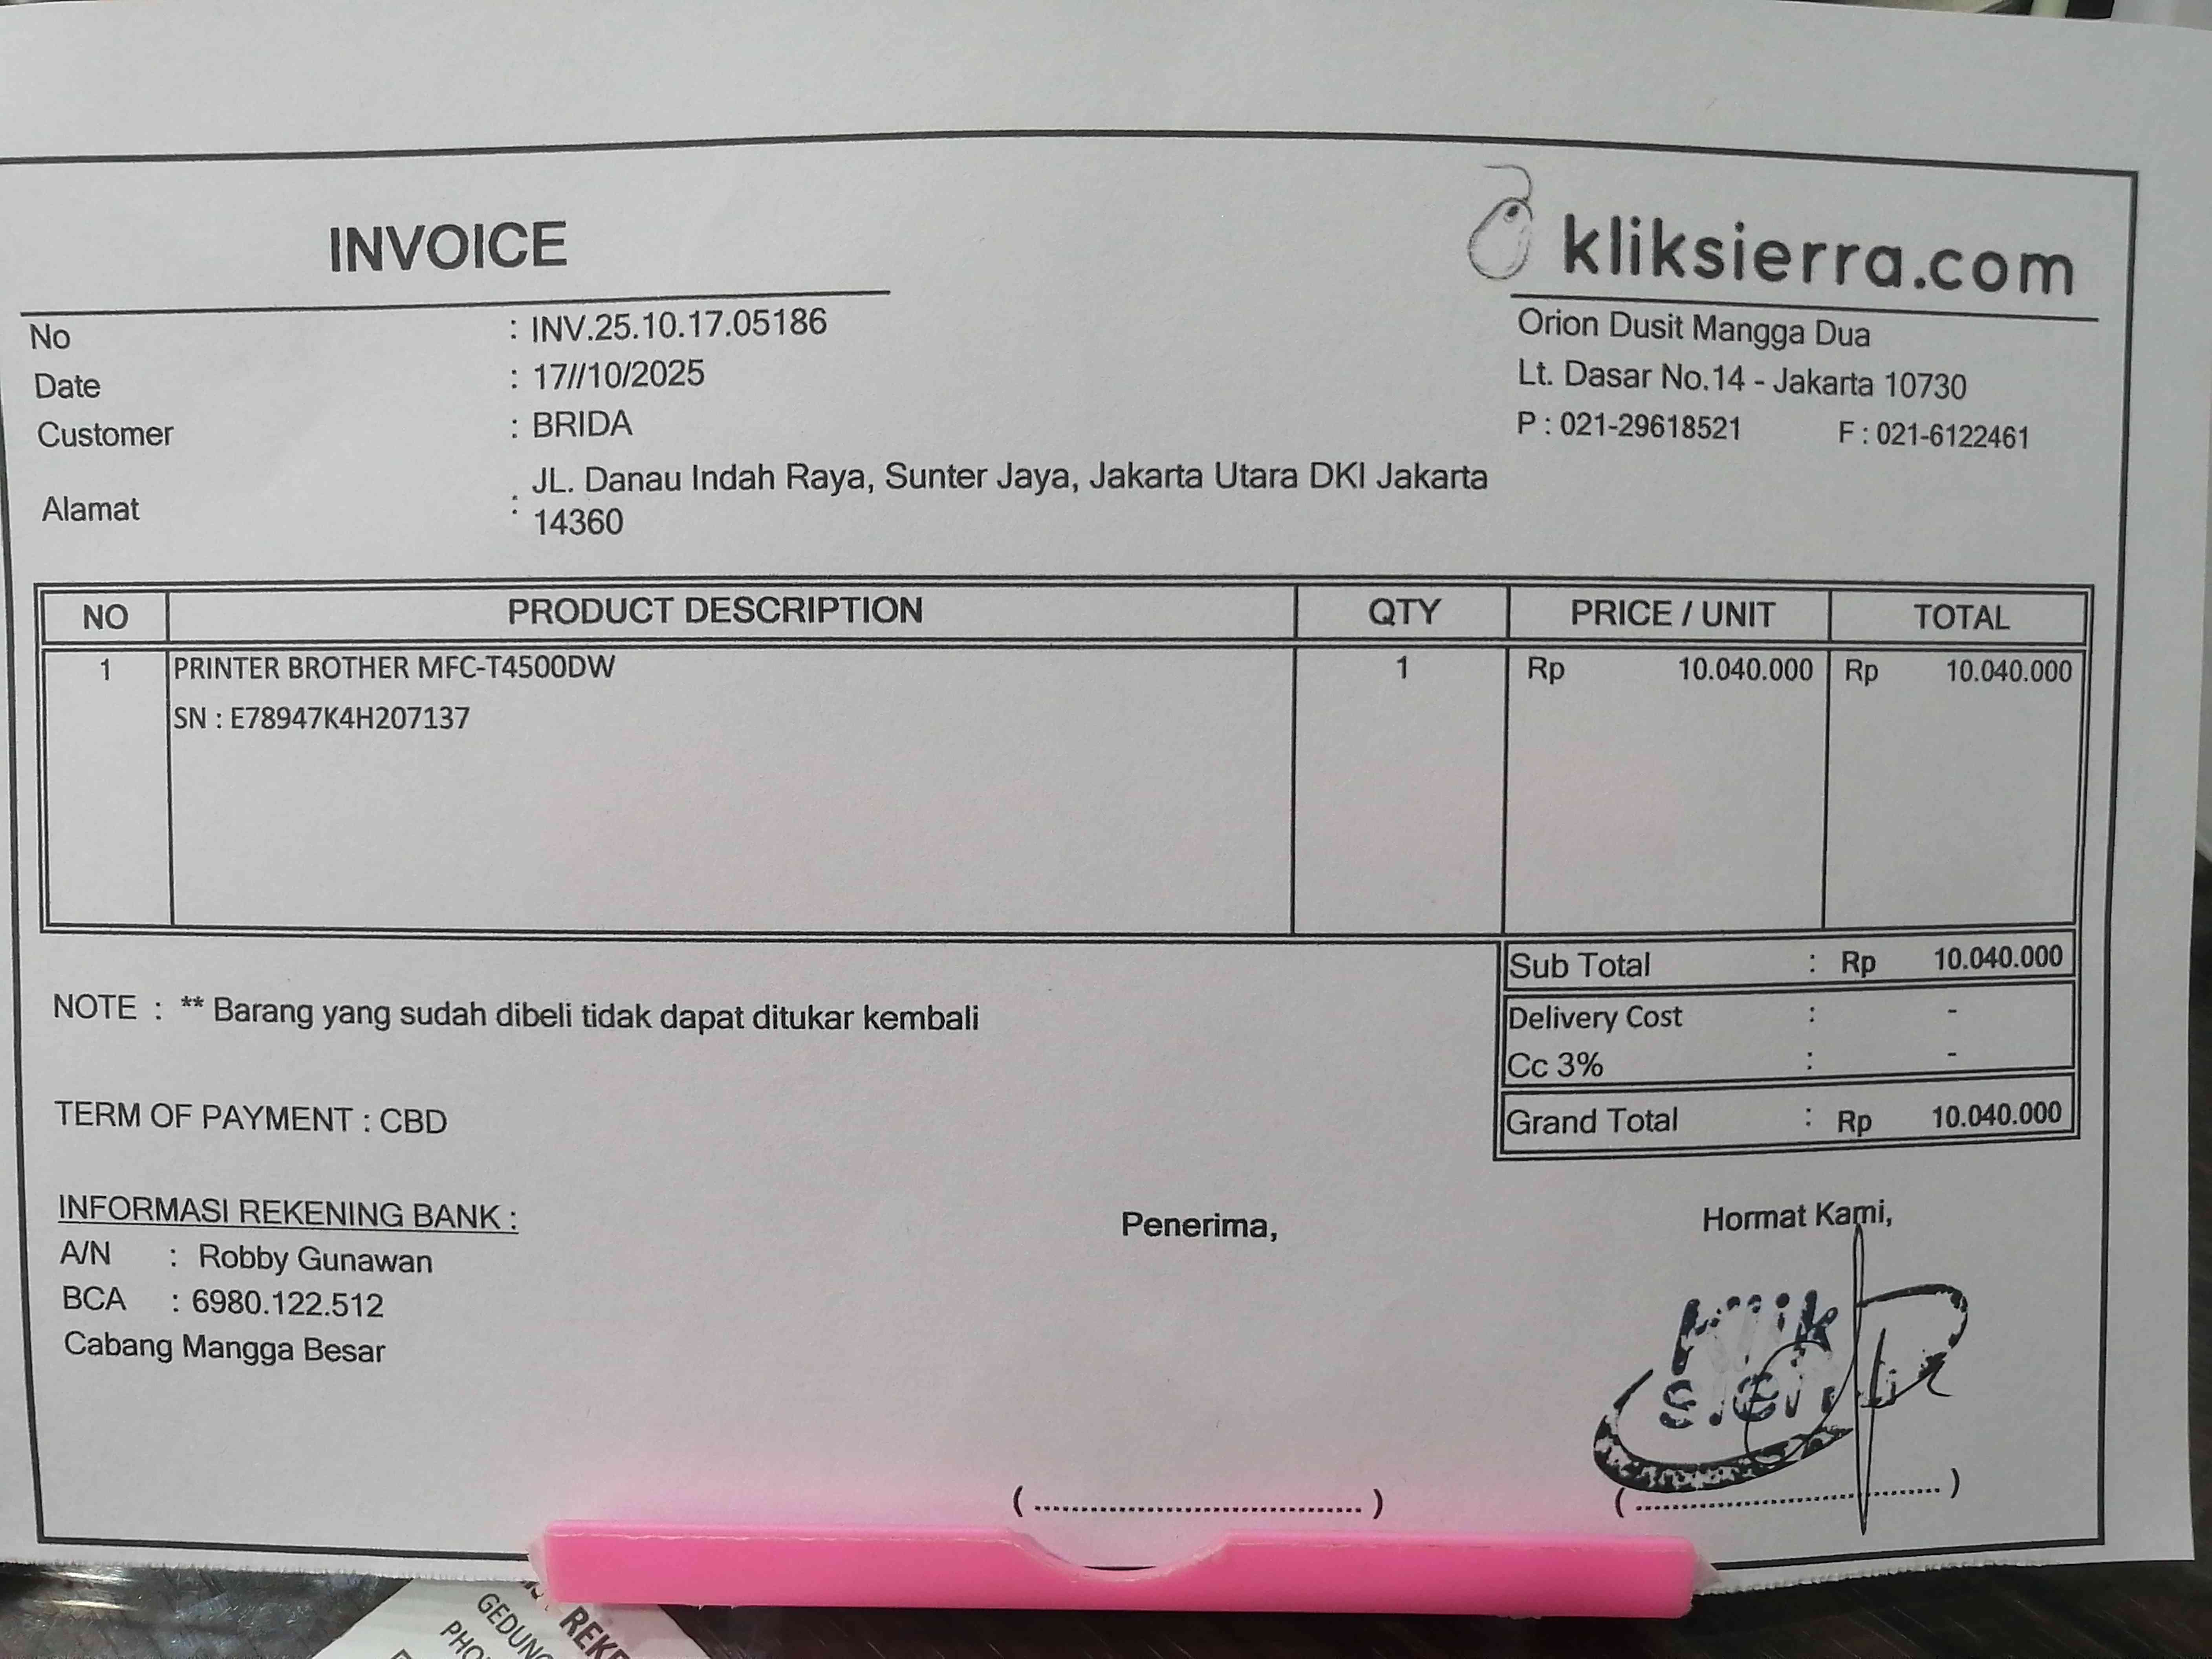 INVOICE
kliksierra.com
Orion Dusit Mangga Dua
Lt. Dasar No.14 - Jakarta 10730
P : 021-29618521 F : 021-6122461
No : INV.25.10.17.05186
Date : 17//10/2025
Customer : BRIDA
Alamat : JL. Danau Indah Raya, Sunter Jaya, Jakarta Utara DKI Jakarta
14360
NO PRODUCT DESCRIPTION QTY PRICE / UNIT TOTAL
1 PRINTER BROTHER MFC-T4500DW 1 Rp 10.040.000 Rp 10.040.000
SN : E78947K4H207137
Sub Total : Rp 10.040.000
Delivery Cost : -
Cc 3% : -
Grand Total : Rp 10.040.000
NOTE : ** Barang yang sudah dibeli tidak dapat ditukar kembali
TERM OF PAYMENT : CBD
INFORMASI REKENING BANK :
A/N : Robby Gunawan
BCA : 6980.122.512
Cabang Mangga Besar
Penerima,
Hormat Kami,
Klik
sierra
( ........................................ )
( ........................................ )
GEDUNG